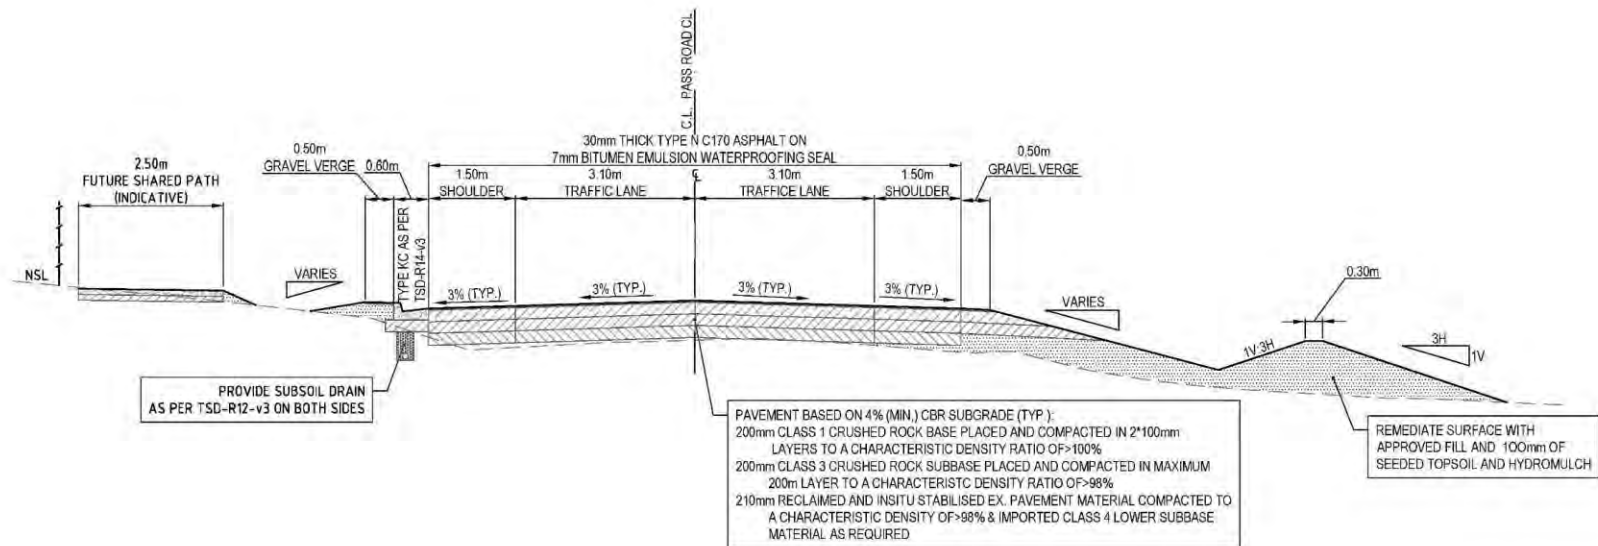 C.L. PASS ROAD CL
30mm THICK TYPE N C170 ASPHALT ON
7mm BITUMEN EMULSION WATERPROOFING SEAL
2.50m
FUTURE SHARED PATH
(INDICATIVE)
0.50m
GRAVEL VERGE
0.60m
1.50m
SHOULDER
3.10m
TRAFFIC LANE
3.10m
TRAFFICE LANE
1.50m
SHOULDER
0.50m
GRAVEL VERGE
TYPE KC AS PER
TSD-R14-v3
NSL
VARIES
3% (TYP.)
3% (TYP.)
3% (TYP.)
3% (TYP.)
VARIES
0.30m
1V:3H
3H
1V
PROVIDE SUBSOIL DRAIN
AS PER TSD-R12-v3 ON BOTH SIDES
PAVEMENT BASED ON 4% (MIN,) CBR SUBGRADE (TYP.):
200mm CLASS 1 CRUSHED ROCK BASE PLACED AND COMPACTED IN 2*100mm
LAYERS TO A CHARACTERISTIC DENSITY RATIO OF>100%
200mm CLASS 3 CRUSHED ROCK SUBBASE PLACED AND COMPACTED IN MAXIMUM
200m LAYER TO A CHARACTERISTC DENSITY RATIO OF>98%
210mm RECLAIMED AND INSITU STABILISED EX. PAVEMENT MATERIAL COMPACTED TO
A CHARACTERISTIC DENSITY OF>98% & IMPORTED CLASS 4 LOWER SUBBASE
MATERIAL AS REQUIRED
REMEDIATE SURFACE WITH
APPROVED FILL AND 100mm OF
SEEDED TOPSOIL AND HYDROMULCH